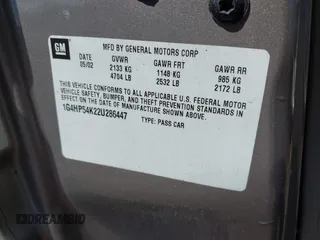 GM
MFD BY GENERAL MOTORS CORP
DATE GVWR GAWR FRT GAWR RR
05/02 2133 KG 1148 KG 985 KG
4704 LB 2532 LB 2172 LB
THIS VEHICLE CONFORMS TO ALL APPLICABLE U.S. FEDERAL MOTOR
VEHICLE SAFETY, BUMPER, AND THEFT PREVENTION STANDARDS IN
EFFECT ON THE DATE OF MANUFACTURE SHOWN ABOVE.
1G4HP54K22U286447 TYPE: PASS CAR
DREAMBID